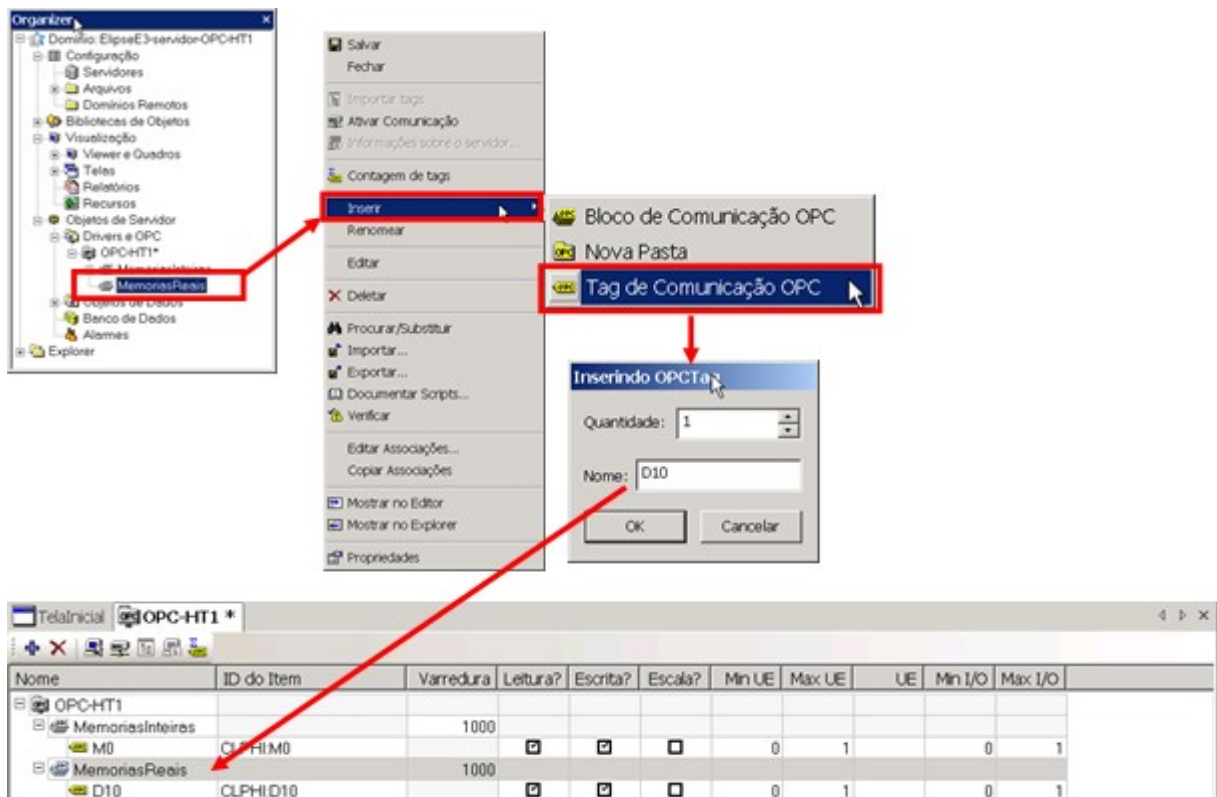 Organizer
Domínio: ElipseE3-servidor-OPC-HT1
Configuração
Servidores
Arquivos
Domínios Remotos
Bibliotecas de Objetos
Visualização
Viewer e Quadros
Telas
Relatórios
Recursos
Objetos de Servidor
Drivers e OPC
OPC-HT1*
MemoriasInteiras
MemoriasReais
Objetos de Dados
Banco de Dados
Alarmes
Explorer
Salvar
Fechar
Importar tags
Ativar Comunicação
Informações sobre o servidor...
Contagem de tags
Inserir
Renomear
Editar
Deletar
Procurar/Substituir
Importar...
Exportar...
Documentar Scripts...
Verificar
Editar Associações...
Copiar Associações
Mostrar no Editor
Mostrar no Explorer
Propriedades
Bloco de Comunicação OPC
Nova Pasta
Tag de Comunicação OPC
Inserindo OPCTag
Quantidade: 1
Nome: D10
OK Cancelar
TelaInicial OPC-HT1 *
Nome ID do Item Varredura Leitura? Escrita? Escala? Min UE Max UE UE Min I/O Max I/O
OPC-HT1
MemoriasInteiras 1000
M0 CLPHI:M0 0 1 0 1
MemoriasReais 1000
D10 CLPHI:D10 0 1 0 1